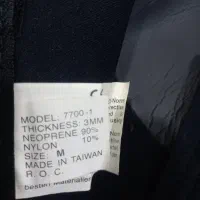 MODEL: 7700-1
THICKNESS: 3MM
NEOPRENE 90%
NYLON 10%
SIZE: M
MADE IN TAIWAN
R. O. C.